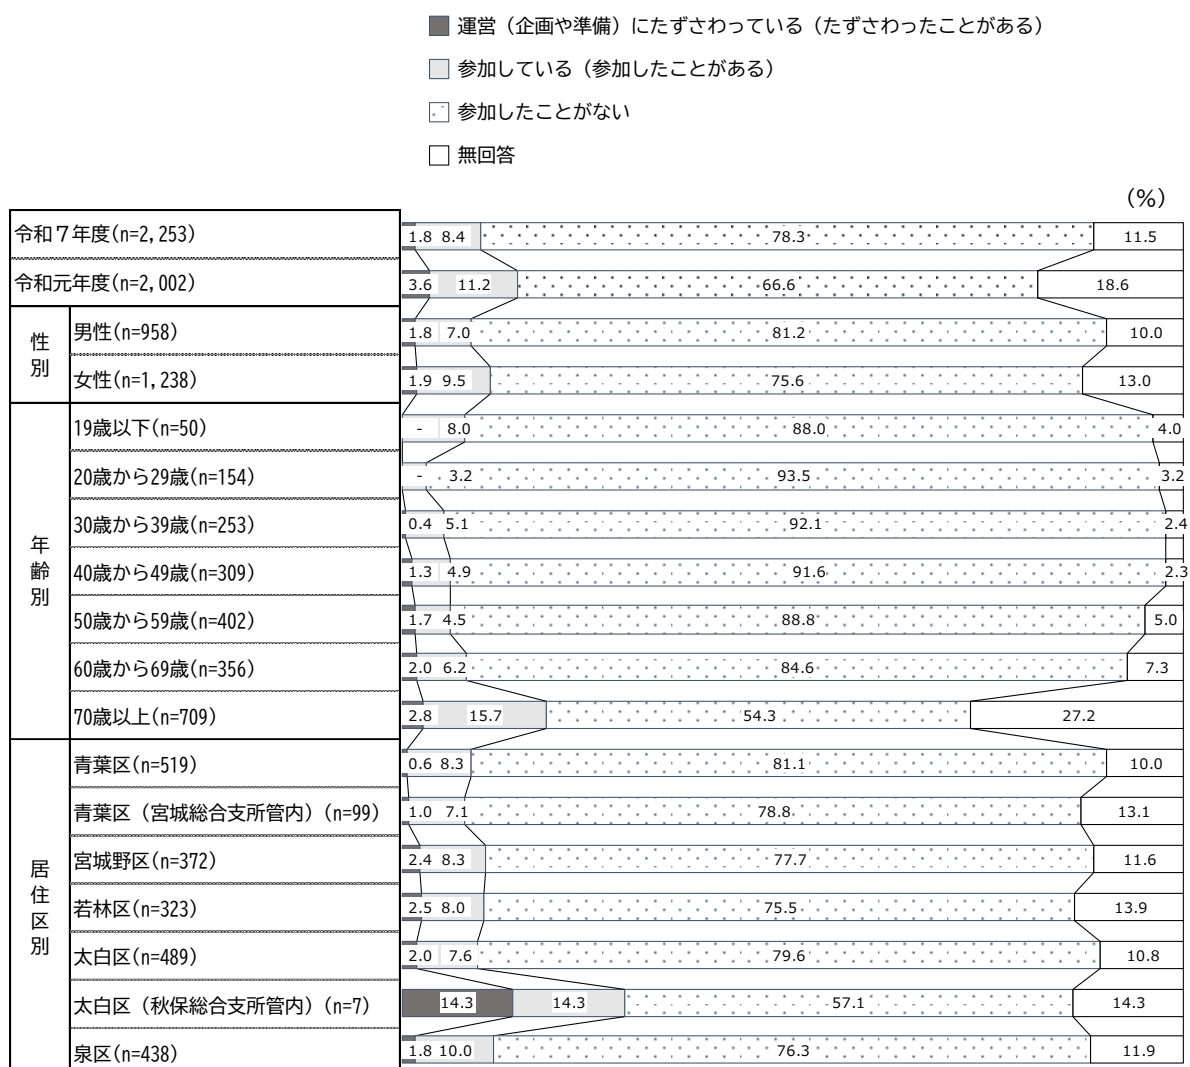 運営（企画や準備）にたずさわっている（たずさわったことがある）
参加している（参加したことがある）
参加したことがない
無回答
(%)
令和７年度(n=2,253) 1.8 8.4 78.3 11.5
令和元年度(n=2,002) 3.6 11.2 66.6 18.6
性別
男性(n=958) 1.8 7.0 81.2 10.0
女性(n=1,238) 1.9 9.5 75.6 13.0
年齢別
19歳以下(n=50) - 8.0 88.0 4.0
20歳から29歳(n=154) - 3.2 93.5 3.2
30歳から39歳(n=253) 0.4 5.1 92.1 2.4
40歳から49歳(n=309) 1.3 4.9 91.6 2.3
50歳から59歳(n=402) 1.7 4.5 88.8 5.0
60歳から69歳(n=356) 2.0 6.2 84.6 7.3
70歳以上(n=709) 2.8 15.7 54.3 27.2
居住区別
青葉区(n=519) 0.6 8.3 81.1 10.0
青葉区（宮城総合支所管内）(n=99) 1.0 7.1 78.8 13.1
宮城野区(n=372) 2.4 8.3 77.7 11.6
若林区(n=323) 2.5 8.0 75.5 13.9
太白区(n=489) 2.0 7.6 79.6 10.8
太白区（秋保総合支所管内）(n=7) 14.3 14.3 57.1 14.3
泉区(n=438) 1.8 10.0 76.3 11.9